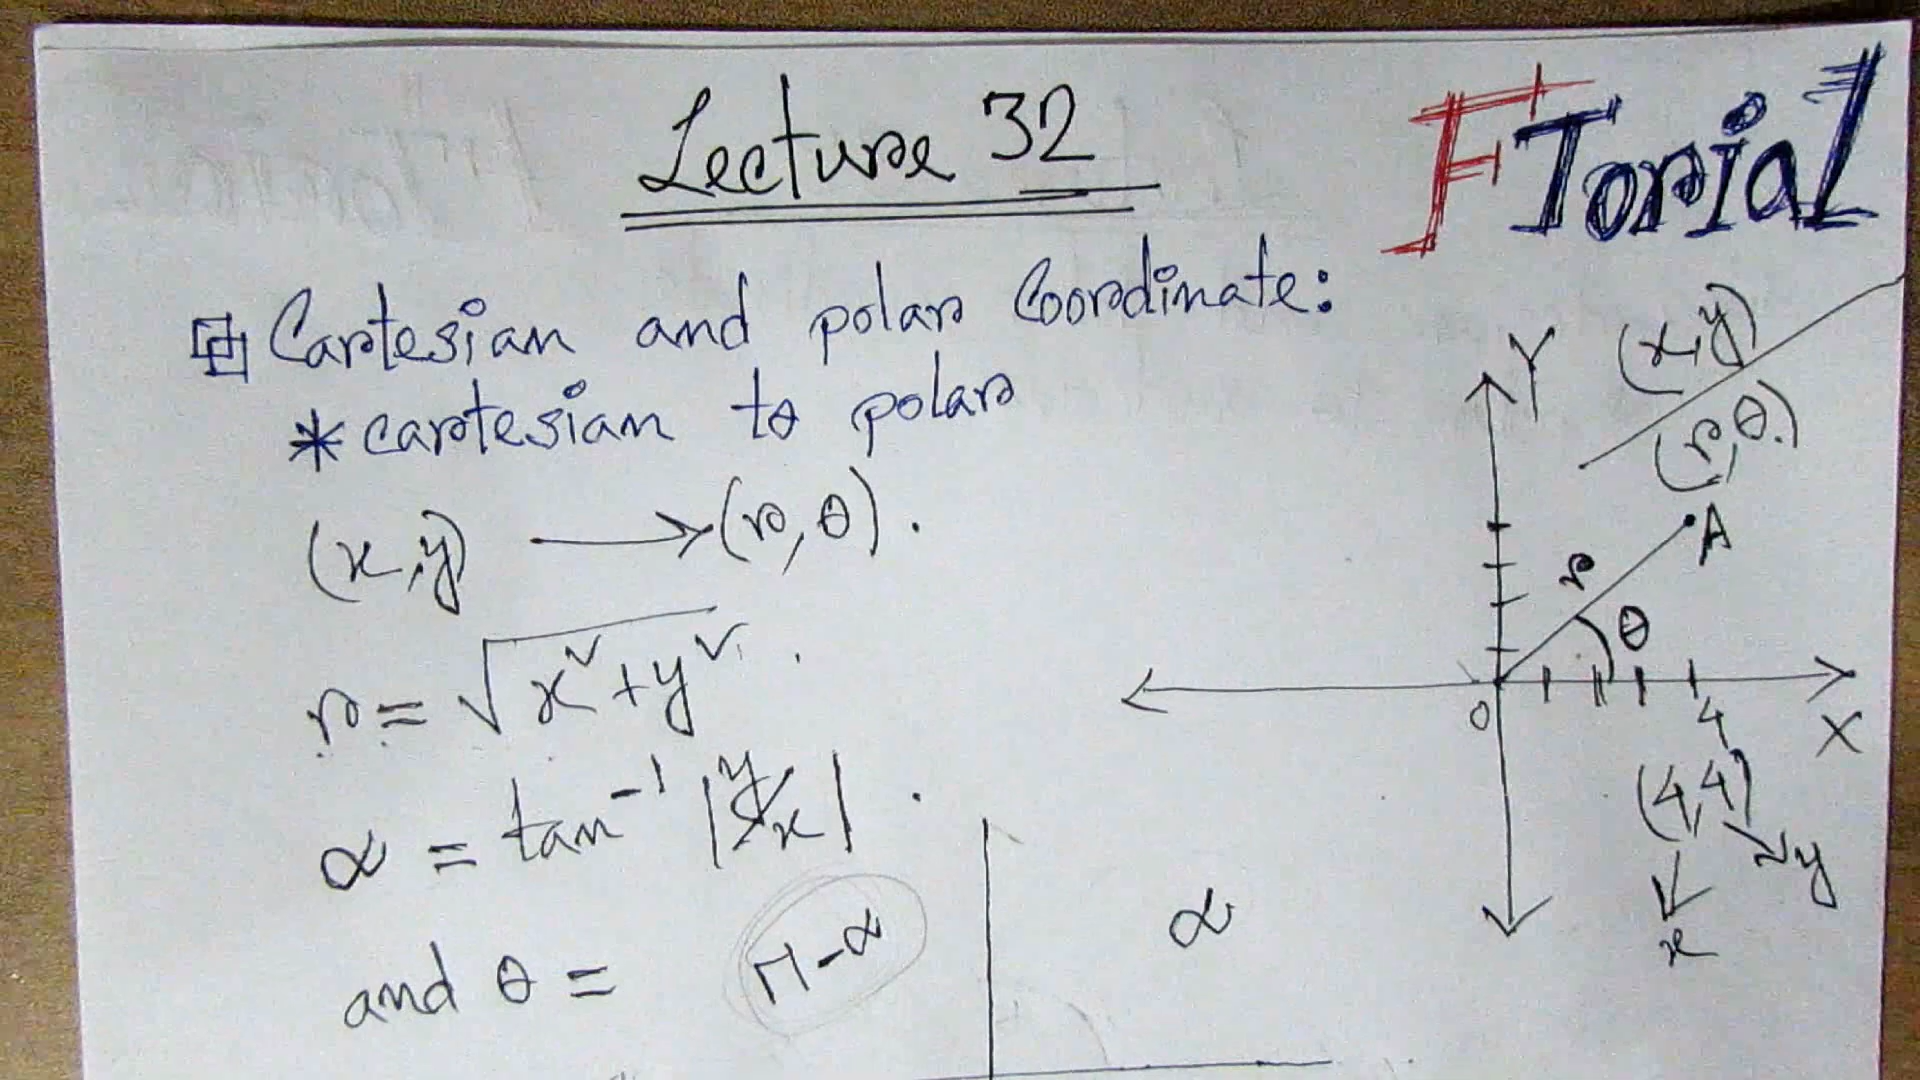 Lecture 32
FTorial
Cartesian and polar Coordinate:
* cartesian to polar
(x,y) → (r,θ).
r = √x²+y².
α = tan⁻¹ |y/x|.
and θ =
π-α
α
Y
(x,y)
(r,θ.)
A
r
θ
0
4
X
(4,4)
y
x